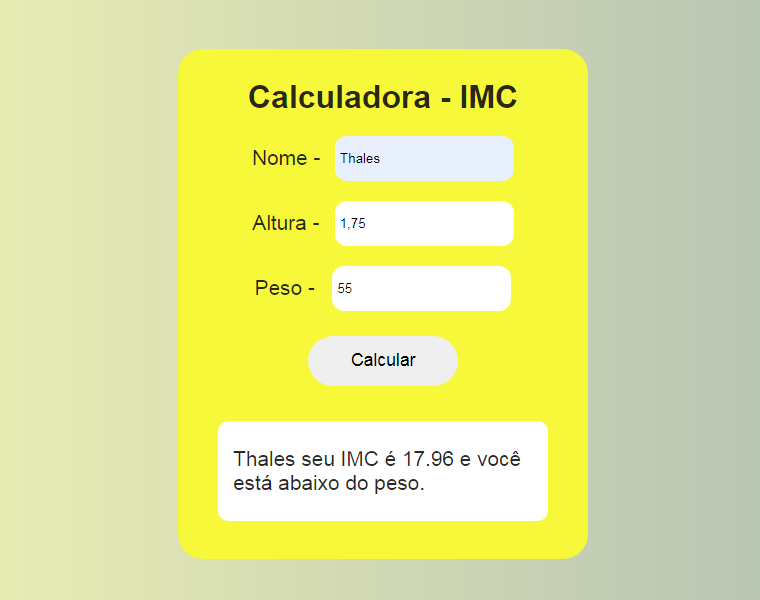 Calculadora - IMC
Nome - Thales
Altura - 1,75
Peso - 55
Calcular
Thales seu IMC é 17.96 e você
está abaixo do peso.